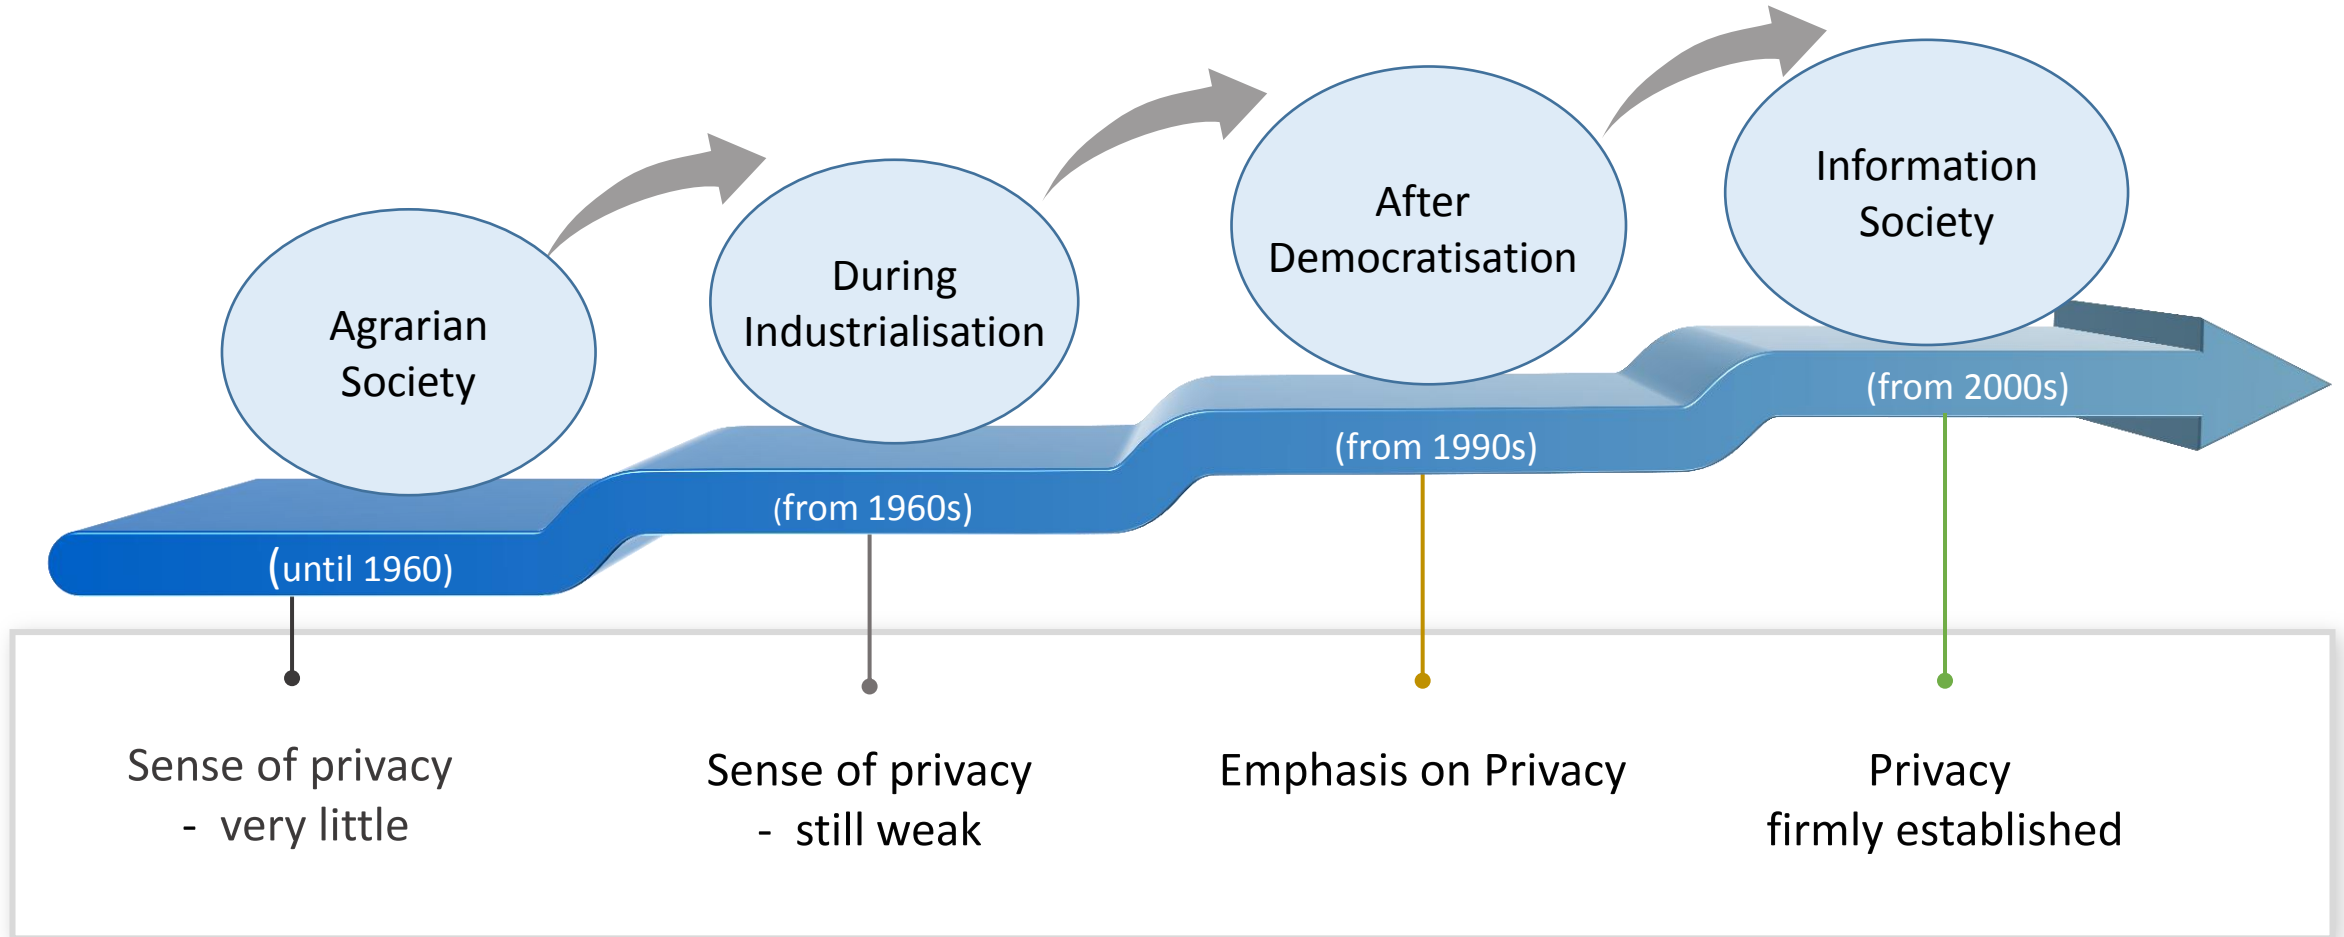 Agrarian
Society
During
Industrialisation
After
Democratisation
Information
Society
(until 1960)
(from 1960s)
(from 1990s)
(from 2000s)
Sense of privacy
- very little
Sense of privacy
- still weak
Emphasis on Privacy
Privacy
firmly established